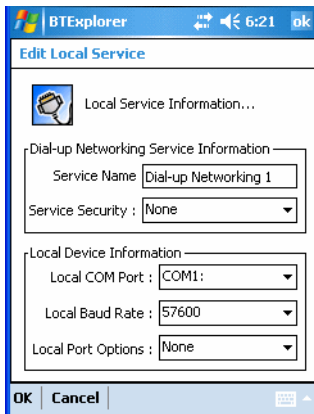 BTExplorer 6:21 ok
Edit Local Service
Local Service Information...
Dial-up Networking Service Information
Service Name Dial-up Networking 1
Service Security : None
Local Device Information
Local COM Port : COM1:
Local Baud Rate : 57600
Local Port Options : None
OK Cancel